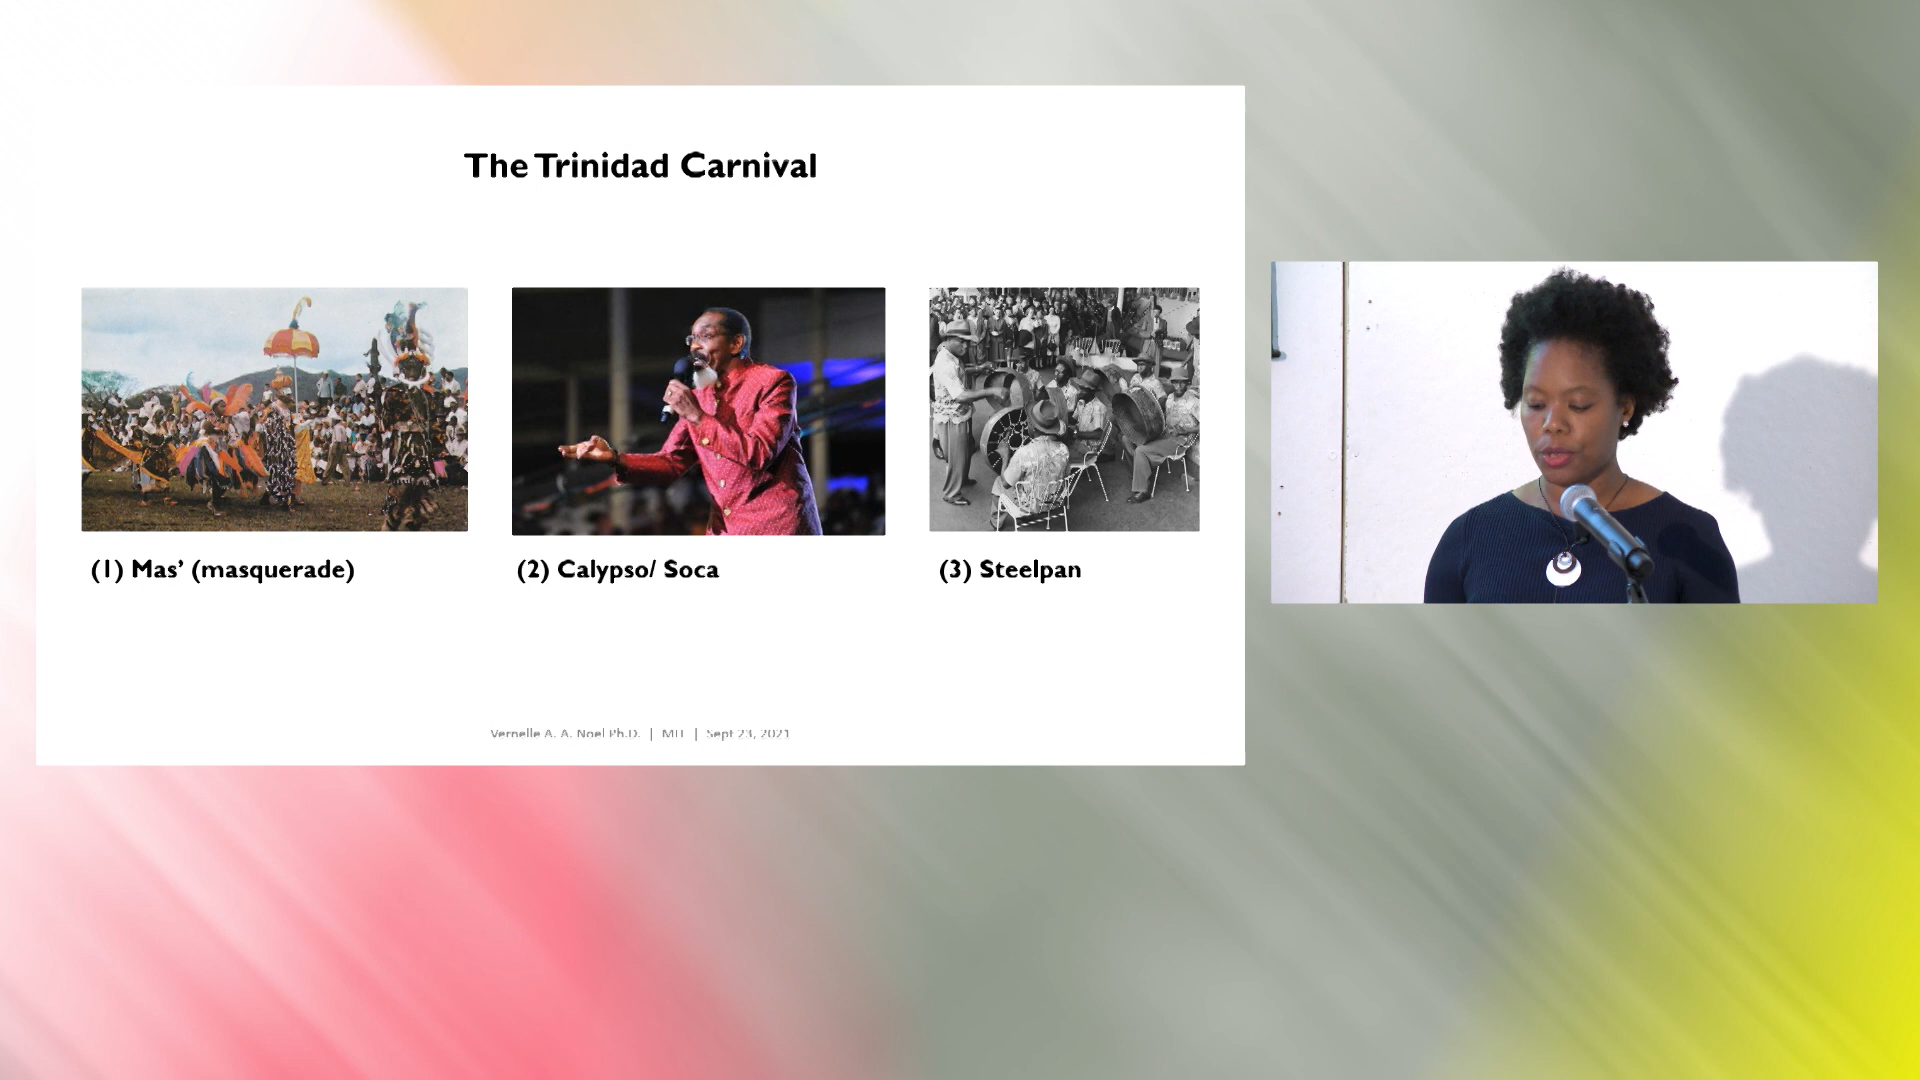 The Trinidad Carnival
(1) Mas’ (masquerade)
(2) Calypso/ Soca
(3) Steelpan
Vernelle A. A. Noel Ph.D. | MIT | Sept 23, 2021